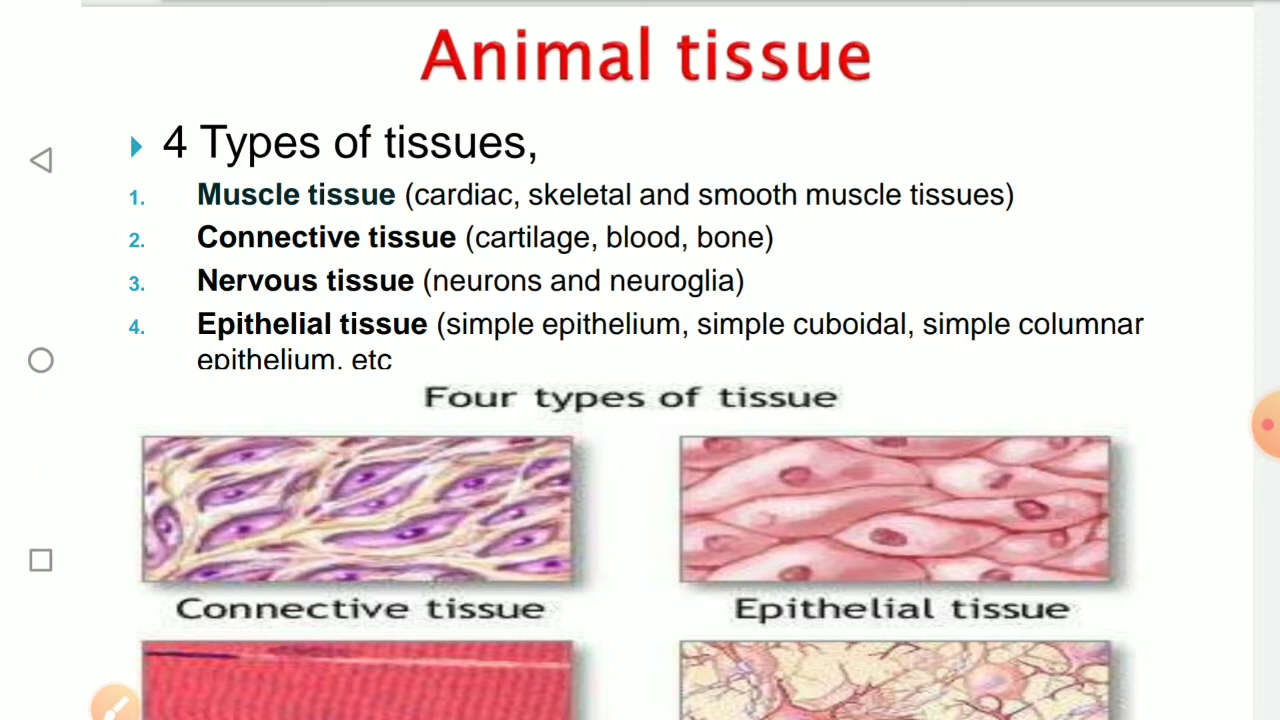 Animal tissue
4 Types of tissues,
1. Muscle tissue (cardiac, skeletal and smooth muscle tissues)
2. Connective tissue (cartilage, blood, bone)
3. Nervous tissue (neurons and neuroglia)
4. Epithelial tissue (simple epithelium, simple cuboidal, simple columnar
epithelium, etc
Four types of tissue
Connective tissue
Epithelial tissue